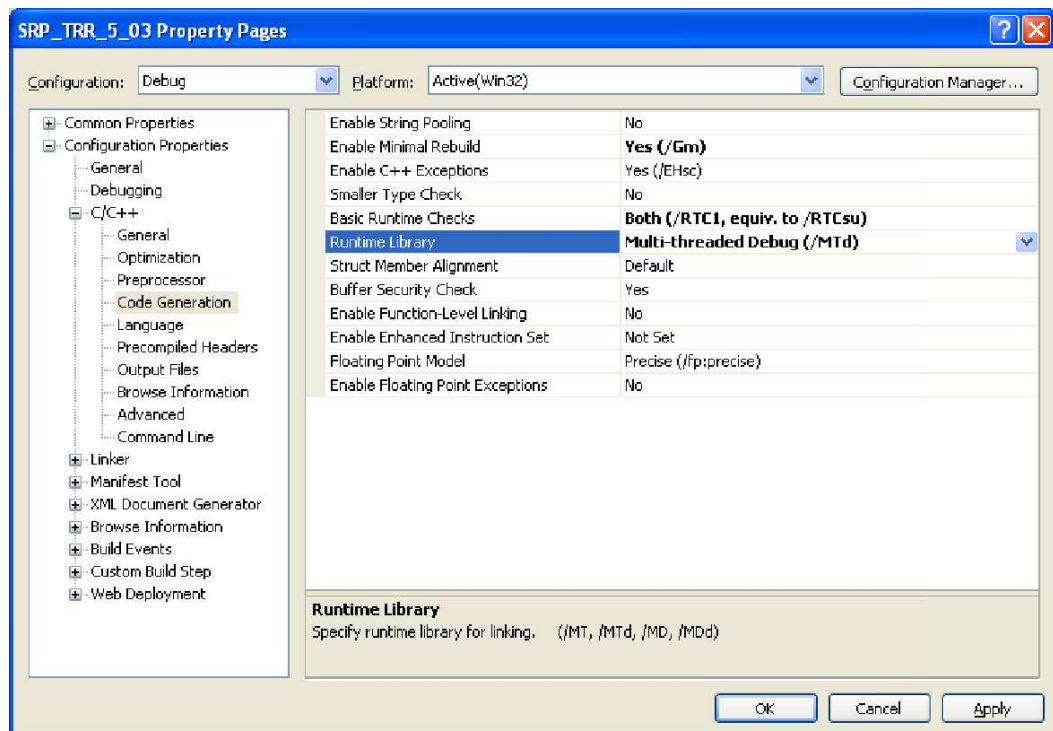 SRP_TRR_5_03 Property Pages
Configuration: Debug Platform: Active(Win32) Configuration Manager...
Common Properties
Configuration Properties
General
Debugging
C/C++
General
Optimization
Preprocessor
Code Generation
Language
Precompiled Headers
Output Files
Browse Information
Advanced
Command Line
Linker
Manifest Tool
XML Document Generator
Browse Information
Build Events
Custom Build Step
Web Deployment
Enable String Pooling No
Enable Minimal Rebuild Yes (/Gm)
Enable C++ Exceptions Yes (/EHsc)
Smaller Type Check No
Basic Runtime Checks Both (/RTC1, equiv. to /RTCsu)
Runtime Library Multi-threaded Debug (/MTd)
Struct Member Alignment Default
Buffer Security Check Yes
Enable Function-Level Linking No
Enable Enhanced Instruction Set Not Set
Floating Point Model Precise (/fp:precise)
Enable Floating Point Exceptions No
Runtime Library
Specify runtime library for linking. (/MT, /MTd, /MD, /MDd)
OK Cancel Apply